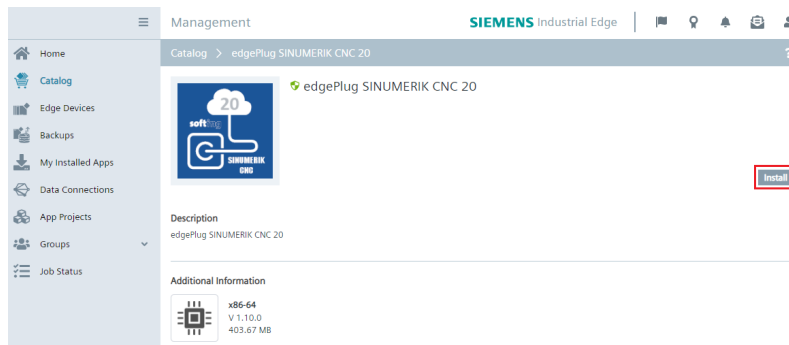 Management
SIEMENS Industrial Edge
Home
Catalog
Edge Devices
Backups
My Installed Apps
Data Connections
App Projects
Groups
Job Status
Catalog > edgePlug SINUMERIK CNC 20
?
20
softing
SINUMERIK
CNC
edgePlug SINUMERIK CNC 20
Install
Description
edgePlug SINUMERIK CNC 20
Additional Information
x86-64
V 1.10.0
403.67 MB